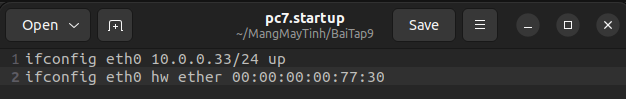 Open
pc7.startup
~/MangMayTinh/BaiTap9
Save
1 ifconfig eth0 10.0.0.33/24 up
2 ifconfig eth0 hw ether 00:00:00:00:77:30